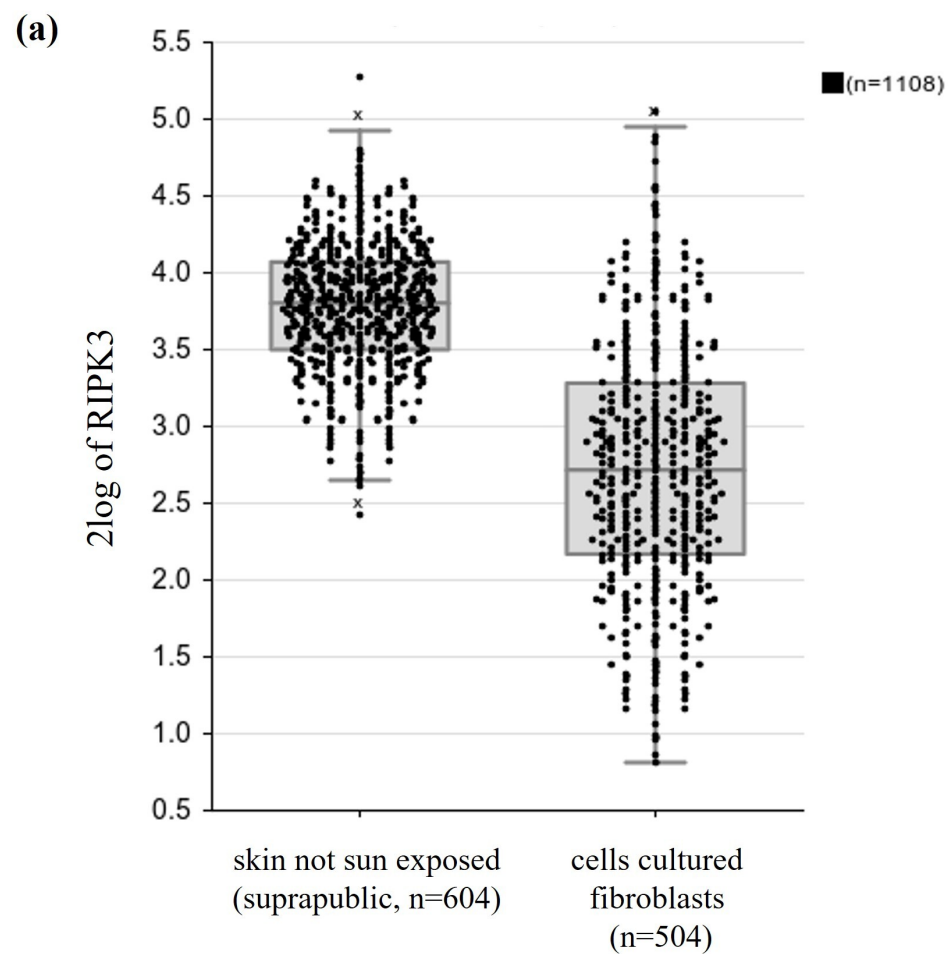 (a)
5.5
5.0
4.5
4.0
3.5
3.0
2.5
2.0
1.5
1.0
0.5
2log of RIPK3
x
x
x
(n=1108)
skin not sun exposed
(suprapublic, n=604)
cells cultured
fibroblasts
(n=504)